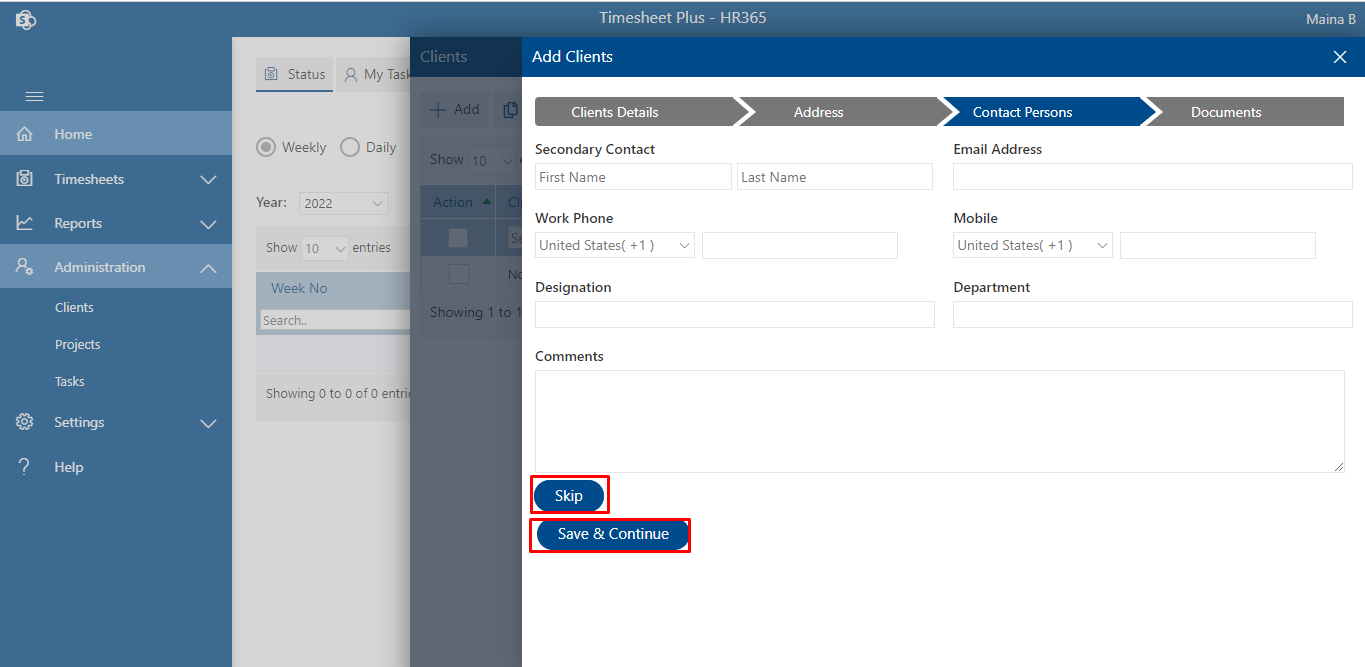 Timesheet Plus - HR365
Maina B
Home
Timesheets
Reports
Administration
Clients
Projects
Tasks
Settings
Help
Status
My Task
Weekly
Daily
Year:
2022
Show 10 entries
Week No
Search..
Showing 0 to 0 of 0 entri
Clients
Add
Show 10
Action
Cli
Se
No
Showing 1 to 1
Add Clients
Clients Details
Address
Contact Persons
Documents
Secondary Contact
Email Address
First Name
Last Name
Work Phone
Mobile
United States( +1 )
United States( +1 )
Designation
Department
Comments
Skip
Save & Continue